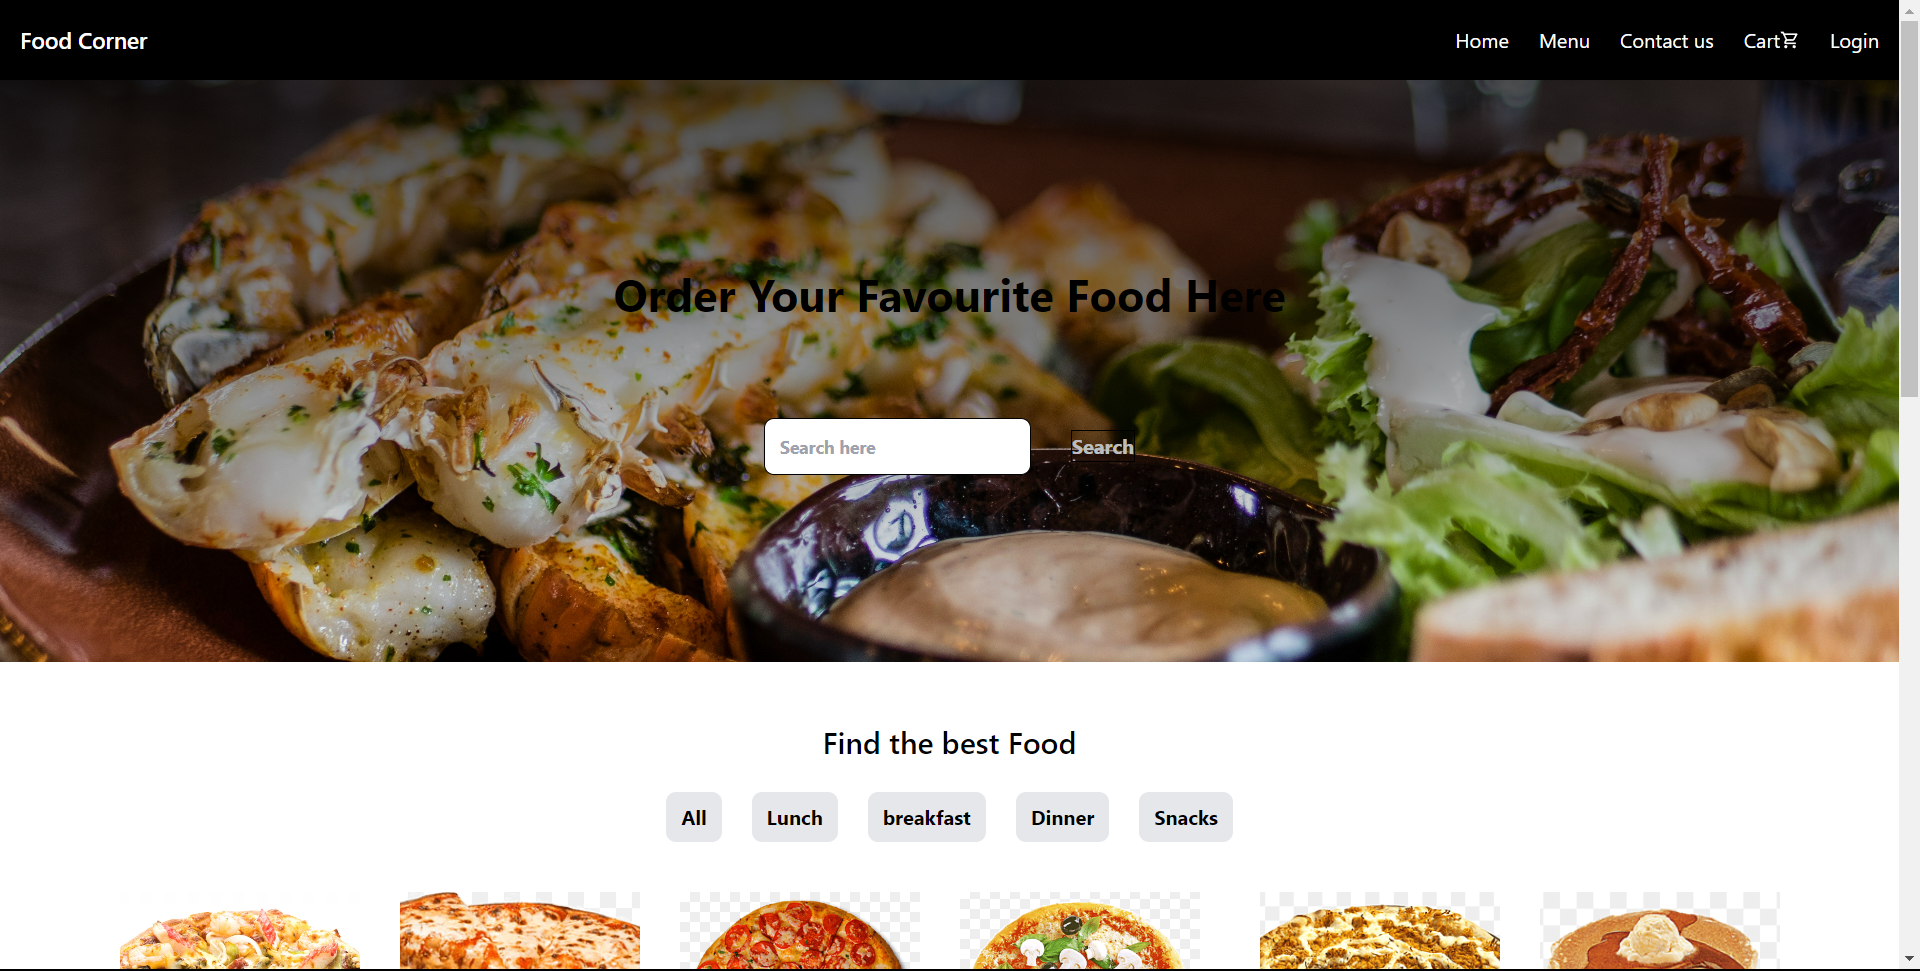 Food Corner
Home Menu Contact us Cart Login
Order Your Favourite Food Here
Search here Search
Find the best Food
All Lunch breakfast Dinner Snacks